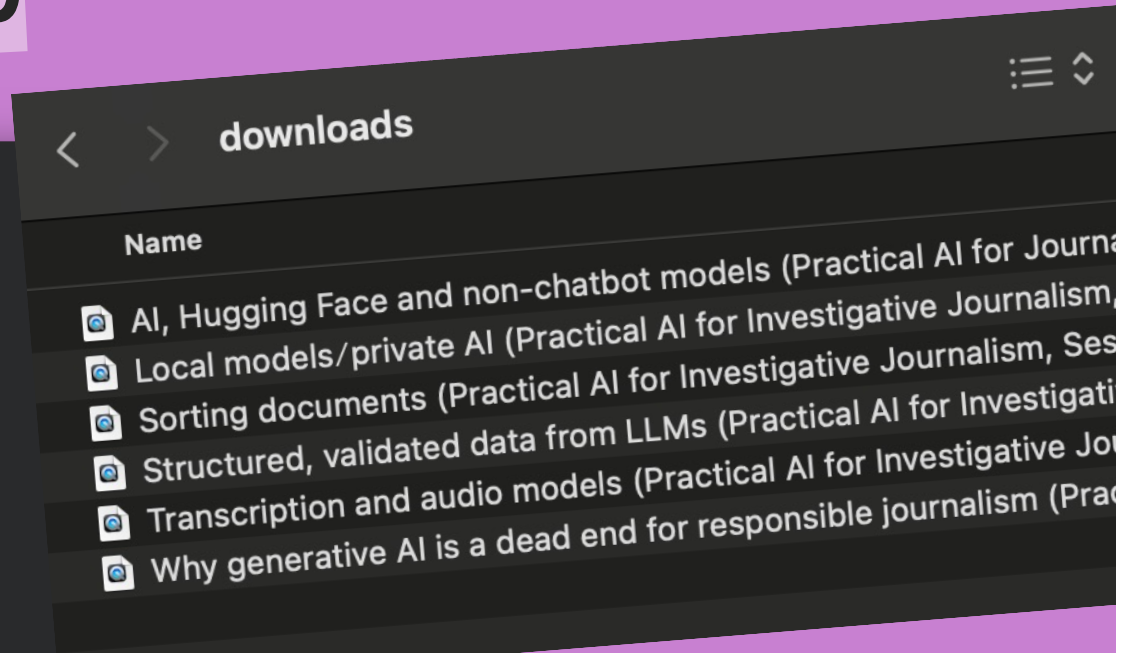 downloads
Name
AI, Hugging Face and non-chatbot models (Practical AI for Journa
Local models/private AI (Practical AI for Investigative Journalism,
Sorting documents (Practical AI for Investigative Journalism, Ses
Structured, validated data from LLMs (Practical AI for Investigati
Transcription and audio models (Practical AI for Investigative Jou
Why generative AI is a dead end for responsible journalism (Prac